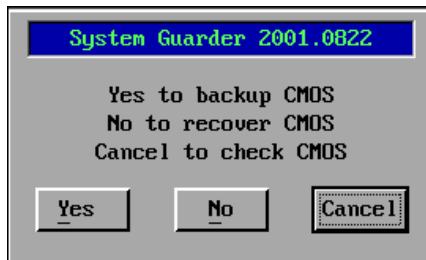 System Guarder 2001.0822
Yes to backup CMOS
No to recover CMOS
Cancel to check CMOS
Yes No Cancel